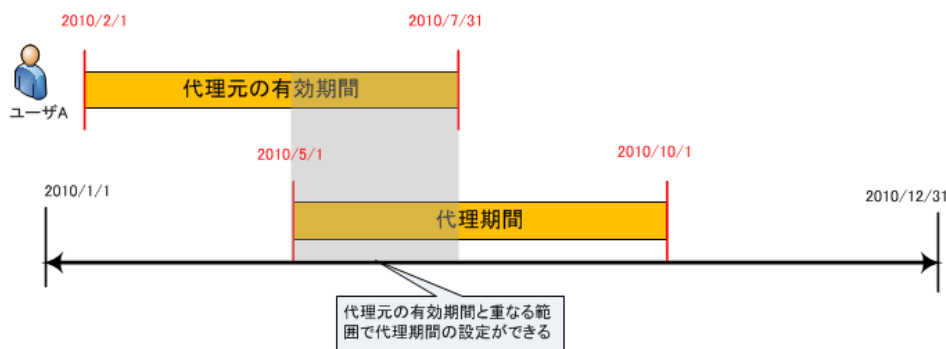 2010/2/1
2010/7/31
代理元の有効期間
ユーザA
2010/5/1
2010/10/1
2010/1/1
2010/12/31
代理期間
代理元の有効期間と重なる範
囲で代理期間の設定ができる